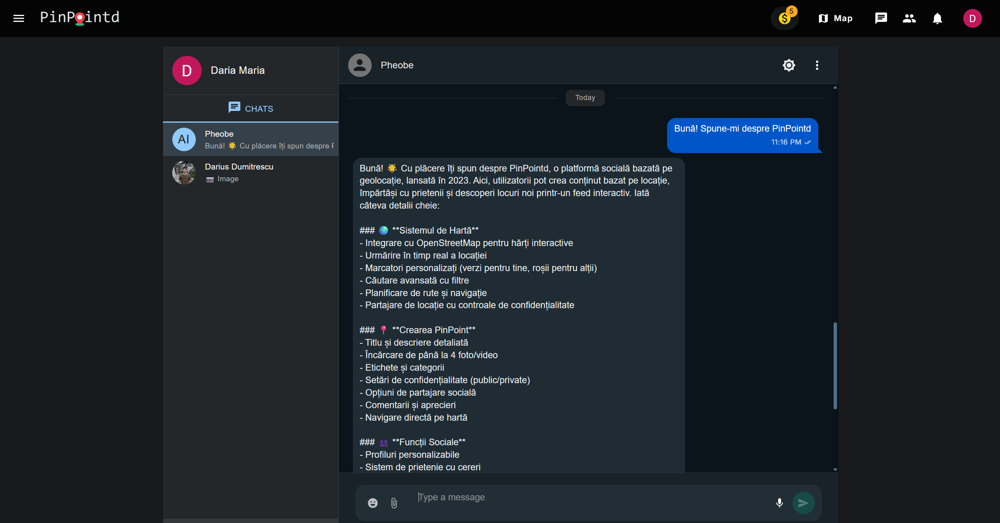 PinPointd
5
Map
D
D
Daria Maria
CHATS
AI
Pheobe
Bună! 🌟 Cu plăcere îți spun despre
Darius Dumitrescu
📷 Image
Pheobe
Today
Bună! Spune-mi despre PinPointd
11:16 PM
Bună! 🌟 Cu plăcere îți spun despre PinPointd, o platformă socială bazată pe
geolocație, lansată în 2023. Aici, utilizatorii pot crea conținut bazat pe locație,
împărtăși cu prietenii și descoperi locuri noi printr-un feed interactiv. Iată
câteva detalii cheie:
### 🌍 **Sistemul de Hartă**
- Integrare cu OpenStreetMap pentru hărți interactive
- Urmărire în timp real a locației
- Marcatori personalizați (verzi pentru tine, roșii pentru alții)
- Căutare avansată cu filtre
- Planificare de rute și navigație
- Partajare de locație cu controale de confidențialitate
### 📍 **Crearea PinPoint**
- Titlu și descriere detaliată
- Încărcare de până la 4 foto/video
- Etichete și categorii
- Setări de confidențialitate (public/private)
- Opțiuni de partajare socială
- Comentarii și aprecieri
- Navigare directă pe hartă
### 👥 **Funcții Sociale**
- Profiluri personalizabile
- Sistem de prietenie cu cereri
Type a message